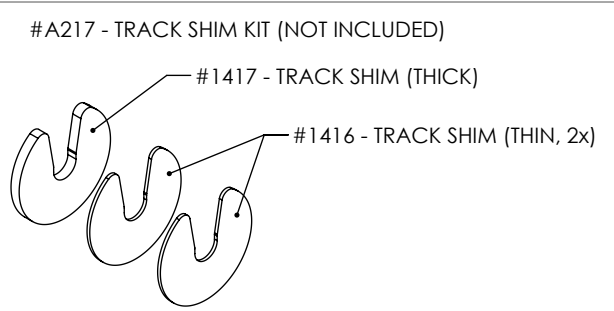 #A217 - TRACK SHIM KIT (NOT INCLUDED)
#1417 - TRACK SHIM (THICK)
#1416 - TRACK SHIM (THIN, 2x)